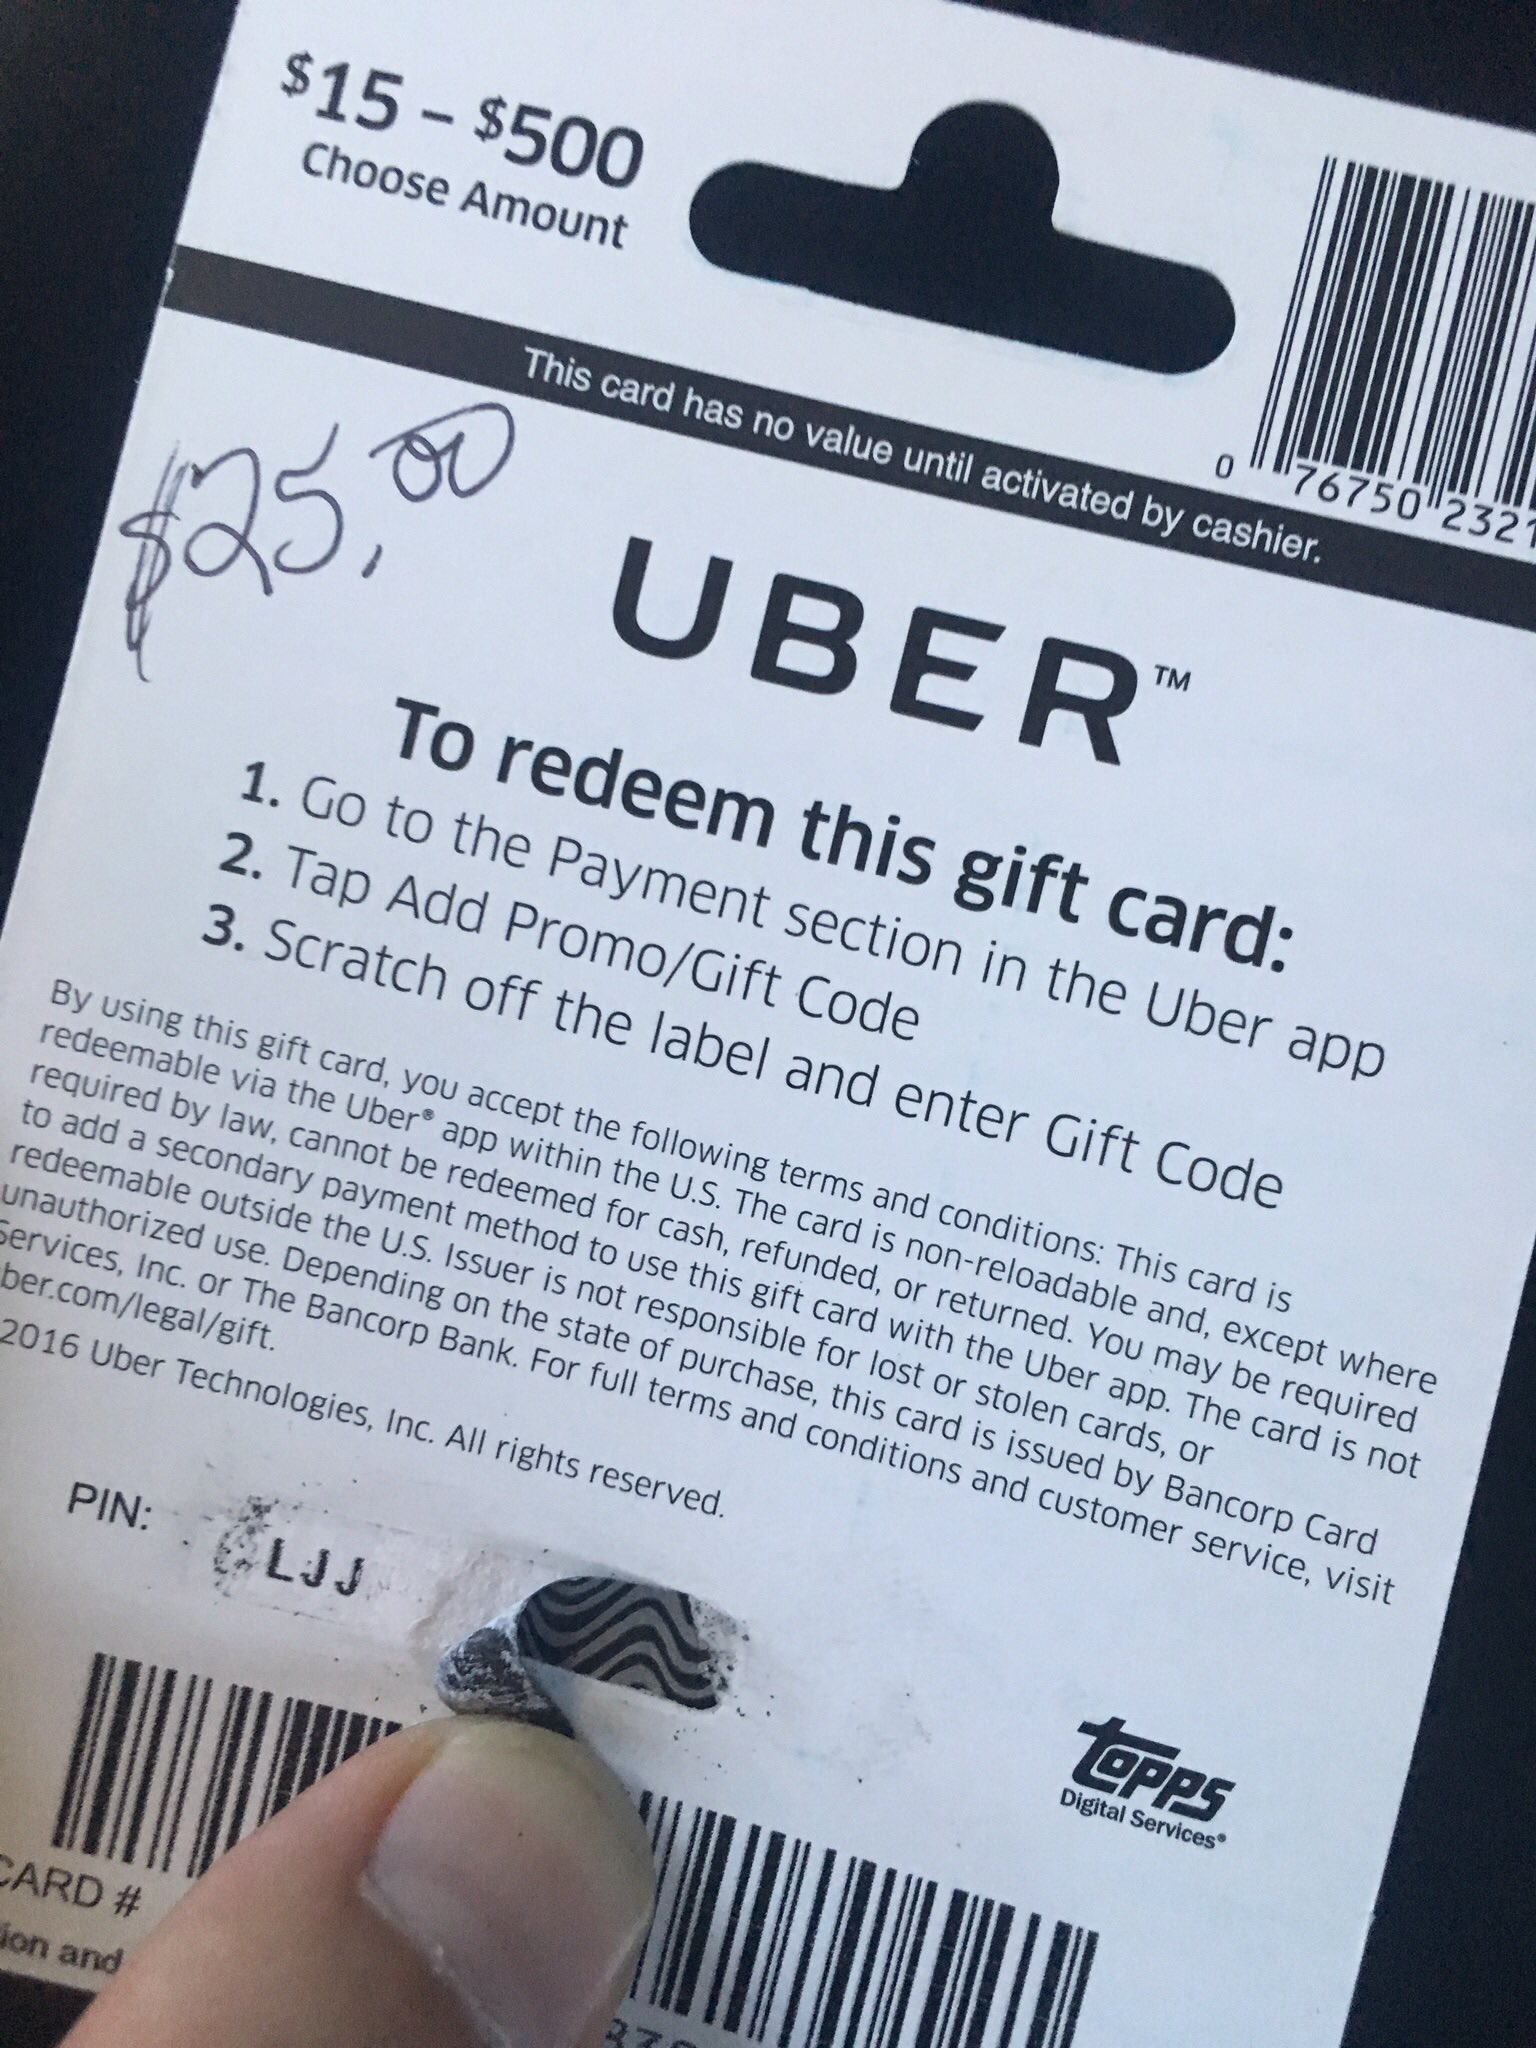 $15 – $500
Choose Amount
0 76750 2321
This card has no value until activated by cashier.
$25.00
UBER™
To redeem this gift card:
1. Go to the Payment section in the Uber app
2. Tap Add Promo/Gift Code
3. Scratch off the label and enter Gift Code
By using this gift card, you accept the following terms and conditions: This card is
redeemable via the Uber® app within the U.S. The card is non-reloadable and, except where
required by law, cannot be redeemed for cash, refunded, or returned. You may be required
to add a secondary payment method to use this gift card with the Uber app. The card is not
redeemable outside the U.S. Issuer is not responsible for lost or stolen cards, or
unauthorized use. Depending on the state of purchase, this card is issued by Bancorp Card
Services, Inc. or The Bancorp Bank. For full terms and conditions and customer service, visit
ber.com/legal/gift.
2016 Uber Technologies, Inc. All rights reserved.
PIN: LJJ
topps
Digital Services®
CARD #
ion and